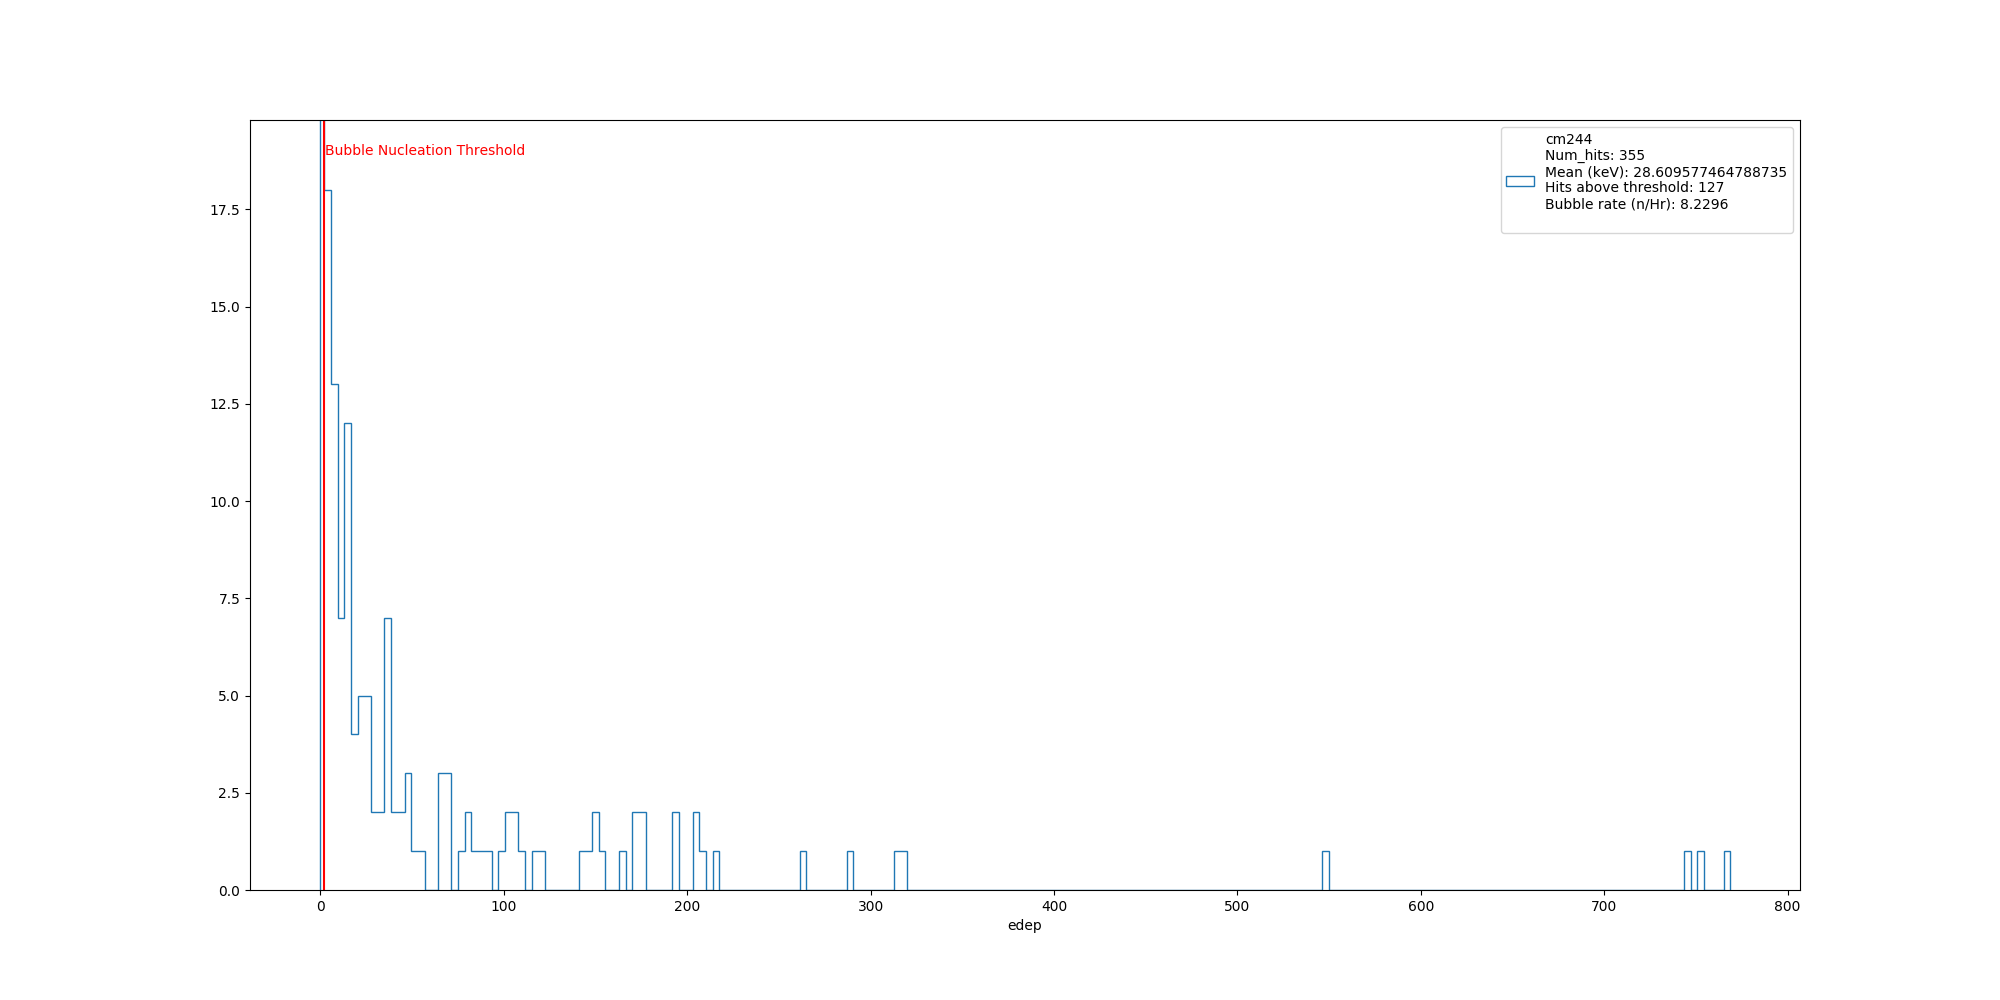 Bubble Nucleation Threshold
cm244
Num_hits: 355
Mean (keV): 28.609577464788735
Hits above threshold: 127
Bubble rate (n/Hr): 8.2296
17.5
15.0
12.5
10.0
7.5
5.0
2.5
0.0
0 100 200 300 400 500 600 700 800
edep